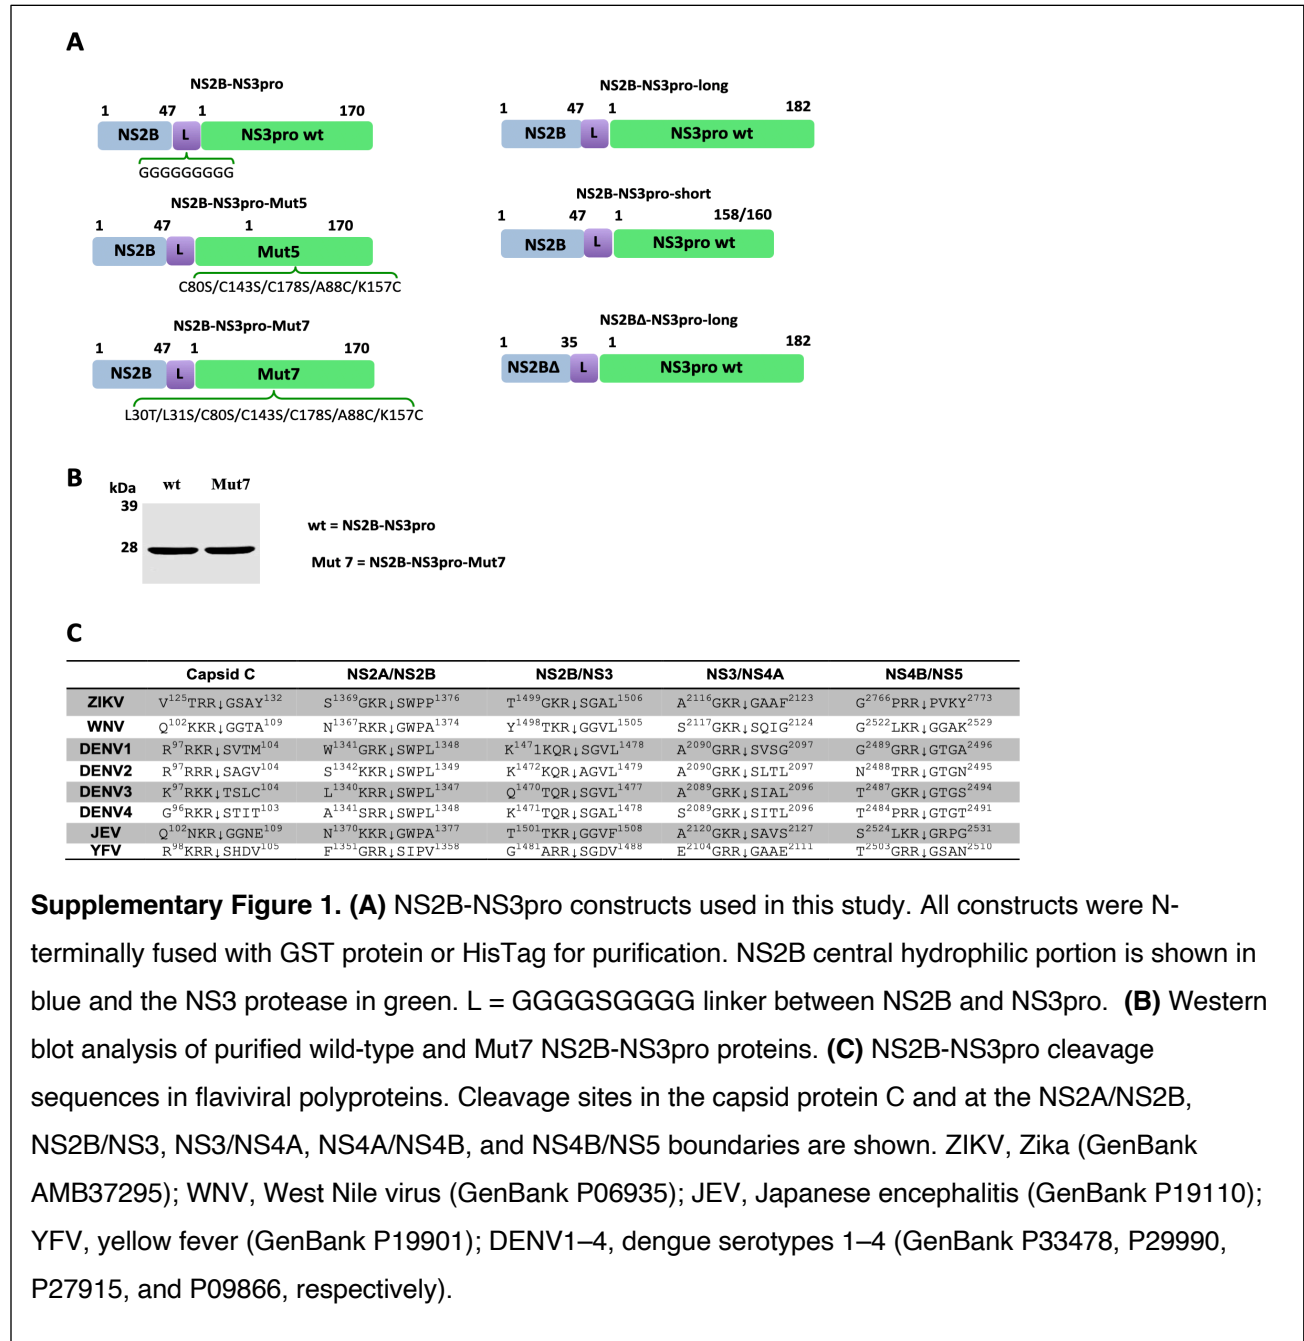 A
NS2B-NS3pro
1 47 1 170
NS2B L NS3pro wt
GGGGGGGGG
NS2B-NS3pro-Mut5
1 47 1 170
NS2B L Mut5
C80S/C143S/C178S/A88C/K157C
NS2B-NS3pro-Mut7
1 47 1 170
NS2B L Mut7
L30T/L31S/C80S/C143S/C178S/A88C/K157C
NS2B-NS3pro-long
1 47 1 182
NS2B L NS3pro wt
NS2B-NS3pro-short
1 47 1 158/160
NS2B L NS3pro wt
NS2BΔ-NS3pro-long
1 35 1 182
NS2BΔ L NS3pro wt
B
kDa wt Mut7
39
28
wt = NS2B-NS3pro
Mut 7 = NS2B-NS3pro-Mut7
C
Capsid C NS2A/NS2B NS2B/NS3 NS3/NS4A NS4B/NS5
ZIKV V¹²⁵TRR↓GSAY¹³² S¹³⁶⁹GKR↓SWPP¹³⁷⁶ T¹⁴⁹⁹GKR↓SGAL¹⁵⁰⁶ A²¹¹⁶GKR↓GAAF²¹²³ G²⁷⁶⁶PRR↓PVKY²⁷⁷³
WNV Q¹⁰²KKR↓GGTA¹⁰⁹ N¹³⁶⁷RKR↓GWPA¹³⁷⁴ Y¹⁴⁹⁸TKR↓GGVL¹⁵⁰⁵ S²¹¹⁷GKR↓SQIG²¹²⁴ G²⁵²²LKR↓GGAK²⁵²⁹
DENV1 R⁹⁷RKR↓SVTM¹⁰⁴ W¹³⁴¹GRK↓SWPL¹³⁴⁸ K¹⁴⁷1KQR↓SGVL¹⁴⁷⁸ A²⁰⁹⁰GRR↓SVSG²⁰⁹⁷ G²⁴⁸⁹GRR↓GTGA²⁴⁹⁶
DENV2 R⁹⁷RRR↓SAGV¹⁰⁴ S¹³⁴²KKR↓SWPL¹³⁴⁹ K¹⁴⁷²KQR↓AGVL¹⁴⁷⁹ A²⁰⁹⁰GRK↓SLTL²⁰⁹⁷ N²⁴⁸⁸TRR↓GTGN²⁴⁹⁵
DENV3 K⁹⁷RKK↓TSLC¹⁰⁴ L¹³⁴⁰KRR↓SWPL¹³⁴⁷ Q¹⁴⁷⁰TQR↓SGVL¹⁴⁷⁷ A²⁰⁸⁹GRK↓SIAL²⁰⁹⁶ T²⁴⁸⁷GKR↓GTGS²⁴⁹⁴
DENV4 G⁹⁶RKR↓STIT¹⁰³ A¹³⁴¹SRR↓SWPL¹³⁴⁸ K¹⁴⁷¹TQR↓SGAL¹⁴⁷⁸ S²⁰⁸⁹GRK↓SITL²⁰⁹⁶ T²⁴⁸⁴PRR↓GTGT²⁴⁹¹
JEV Q¹⁰²NKR↓GGNE¹⁰⁹ N¹³⁷⁰KKR↓GWPA¹³⁷⁷ T¹⁵⁰¹TKR↓GGVF¹⁵⁰⁸ A²¹²⁰GKR↓SAVS²¹²⁷ S²⁵²⁴LKR↓GRPG²⁵³¹
YFV R⁹⁸KRR↓SHDV¹⁰⁵ F¹³⁵¹GRR↓SIPV¹³⁵⁸ G¹⁴⁸¹ARR↓SGDV¹⁴⁸⁸ E²¹⁰⁴GRR↓GAAE²¹¹¹ T²⁵⁰³GRR↓GSAN²⁵¹⁰
Supplementary Figure 1. (A) NS2B-NS3pro constructs used in this study. All constructs were N-
terminally fused with GST protein or HisTag for purification. NS2B central hydrophilic portion is shown in
blue and the NS3 protease in green. L = GGGGSGGGG linker between NS2B and NS3pro. (B) Western
blot analysis of purified wild-type and Mut7 NS2B-NS3pro proteins. (C) NS2B-NS3pro cleavage
sequences in flaviviral polyproteins. Cleavage sites in the capsid protein C and at the NS2A/NS2B,
NS2B/NS3, NS3/NS4A, NS4A/NS4B, and NS4B/NS5 boundaries are shown. ZIKV, Zika (GenBank
AMB37295); WNV, West Nile virus (GenBank P06935); JEV, Japanese encephalitis (GenBank P19110);
YFV, yellow fever (GenBank P19901); DENV1–4, dengue serotypes 1–4 (GenBank P33478, P29990,
P27915, and P09866, respectively).